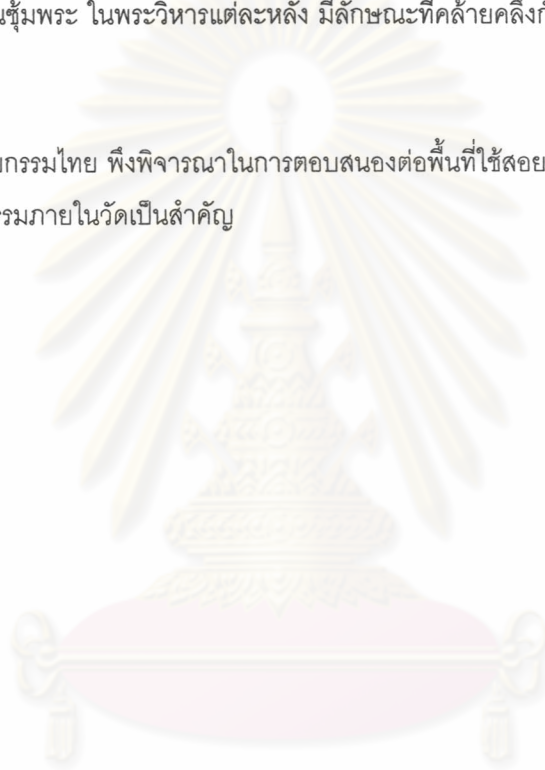 นซุ้มพระ ในพระวิหารแต่ละหลัง มีลักษณะที่คล้ายคลึงกั
ยกรรมไทย พึงพิจารณาในการตอบสนองต่อพื้นที่ใช้สอย
รรมภายในวัดเป็นสำคัญ